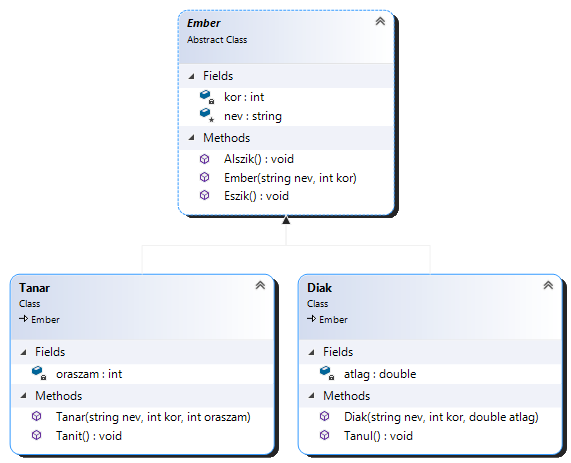 Ember
Abstract Class
Fields
kor : int
nev : string
Methods
Alszik() : void
Ember(string nev, int kor)
Eszik() : void
Tanar
Class
Ember
Fields
oraszam : int
Methods
Tanar(string nev, int kor, int oraszam)
Tanit() : void
Diak
Class
Ember
Fields
atlag : double
Methods
Diak(string nev, int kor, double atlag)
Tanul() : void